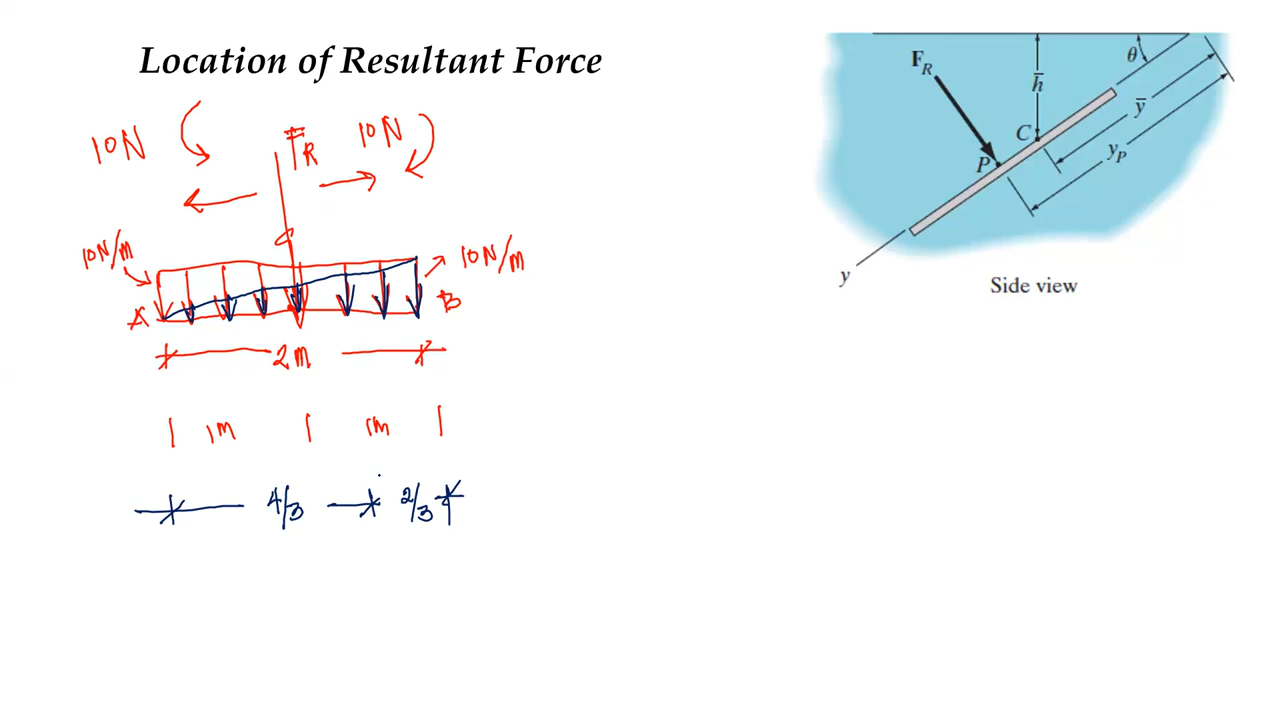 Location of Resultant Force
10N
F_R
10N
10N/m
10N/m
A
B
2m
1m
1m
4/3
2/3
F_R
h̄
θ
C
ȳ
P
y_P
y
Side view